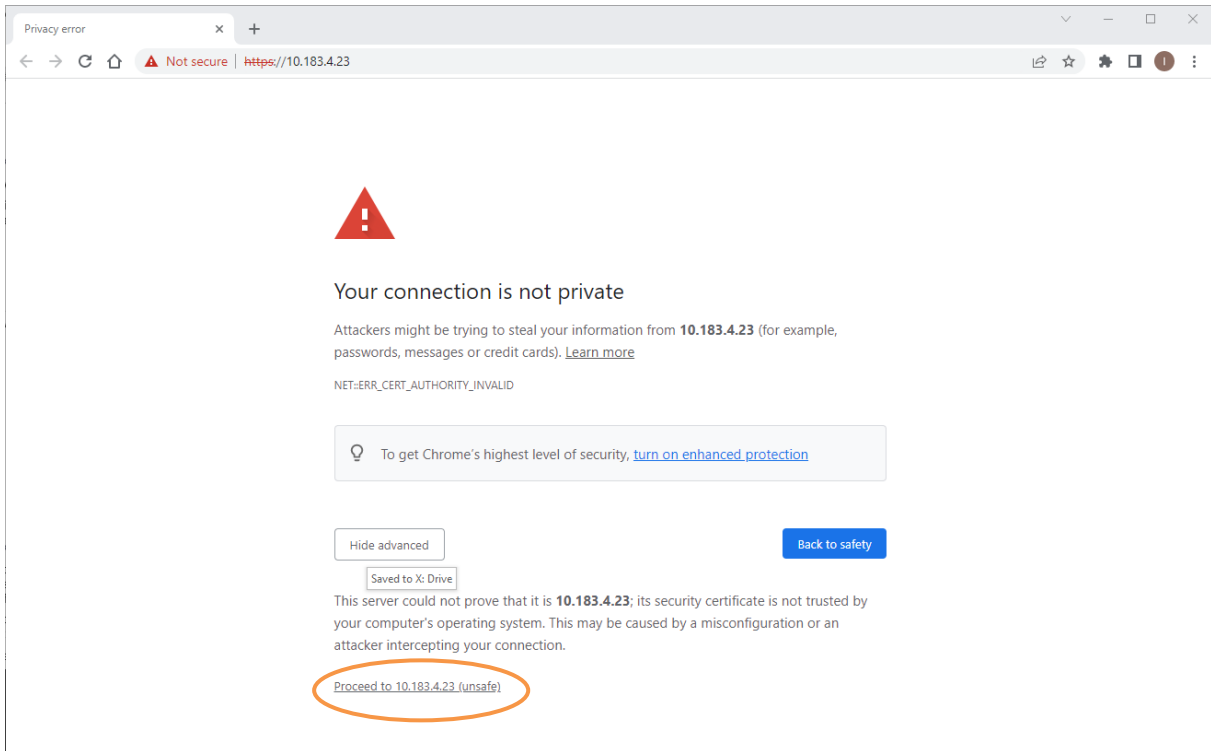 Privacy error
Not secure | https://10.183.4.23
I
Your connection is not private
Attackers might be trying to steal your information from 10.183.4.23 (for example,
passwords, messages or credit cards). Learn more
NET::ERR_CERT_AUTHORITY_INVALID
To get Chrome's highest level of security, turn on enhanced protection
Hide advanced
Back to safety
Saved to X: Drive
This server could not prove that it is 10.183.4.23; its security certificate is not trusted by
your computer's operating system. This may be caused by a misconfiguration or an
attacker intercepting your connection.
Proceed to 10.183.4.23 (unsafe)